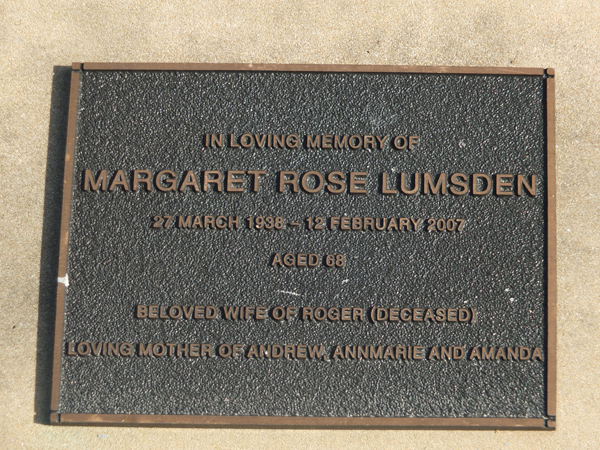 IN LOVING MEMORY OF
MARGARET ROSE LUMSDEN
27 MARCH 1938 – 12 FEBRUARY 2007
AGED 68
BELOVED WIFE OF ROGER (DECEASED)
LOVING MOTHER OF ANDREW, ANNMARIE AND AMANDA